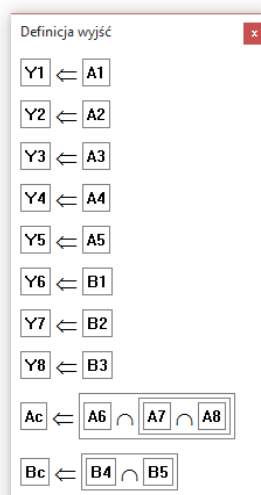 Definicja wyjść x
Y1 ⇐ A1
Y2 ⇐ A2
Y3 ⇐ A3
Y4 ⇐ A4
Y5 ⇐ A5
Y6 ⇐ B1
Y7 ⇐ B2
Y8 ⇐ B3
Ac ⇐ A6 ∩ A7 ∩ A8
Bc ⇐ B4 ∩ B5